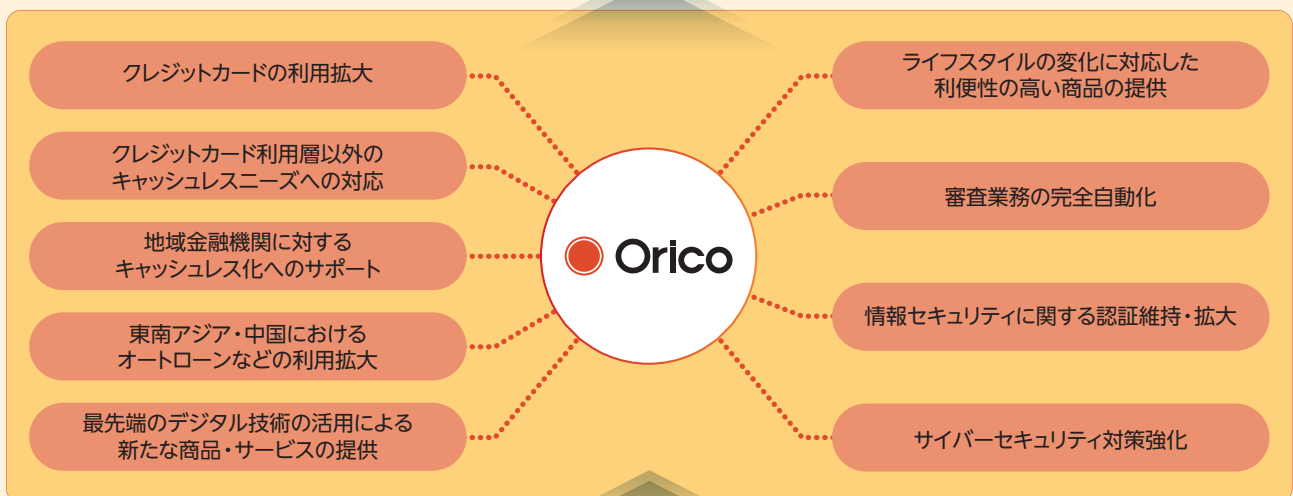 クレジットカードの利用拡大
クレジットカード利用層以外の
キャッシュレスニーズへの対応
地域金融機関に対する
キャッシュレス化へのサポート
東南アジア・中国における
オートローンなどの利用拡大
最先端のデジタル技術の活用による
新たな商品・サービスの提供
Orico
ライフスタイルの変化に対応した
利便性の高い商品の提供
審査業務の完全自動化
情報セキュリティに関する認証維持・拡大
サイバーセキュリティ対策強化